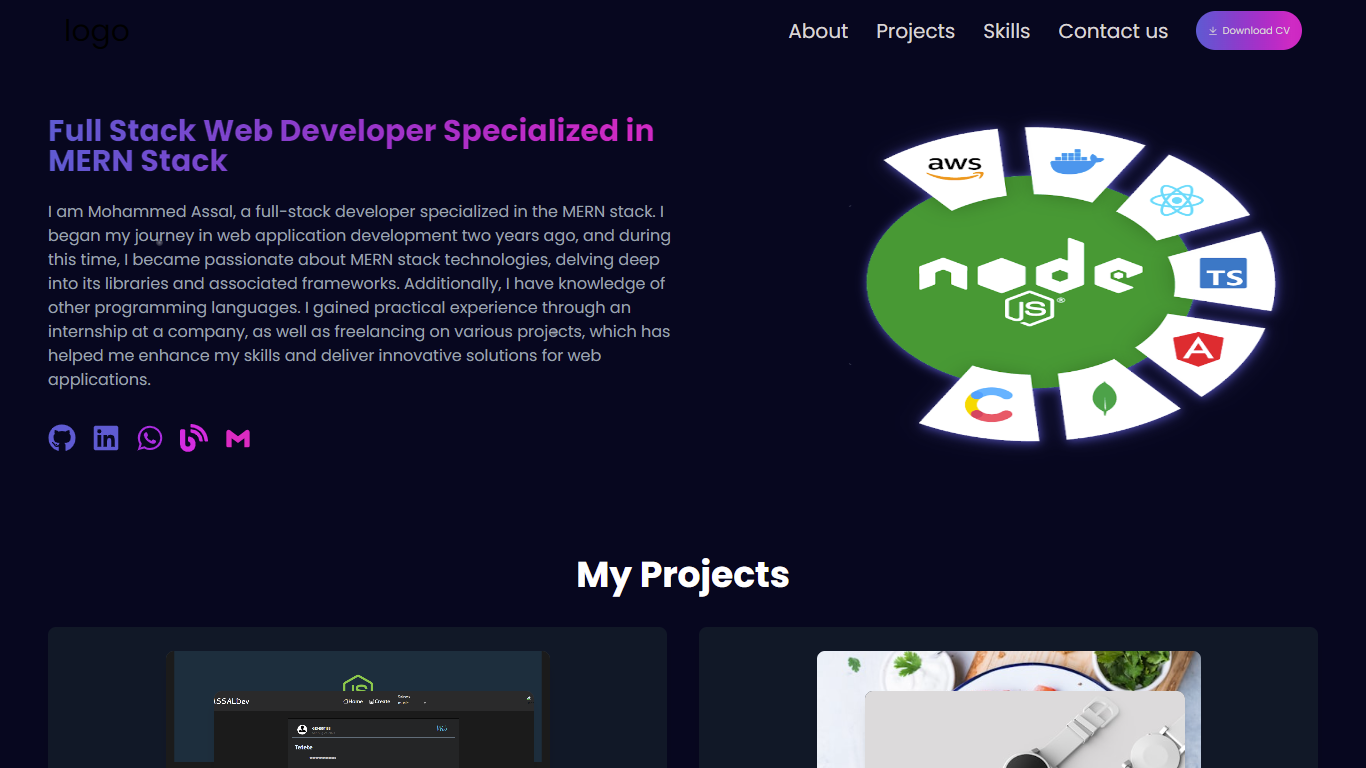 logo
About
Projects
Skills
Contact us
Download CV
Full Stack Web Developer Specialized in
MERN Stack
I am Mohammed Assal, a full-stack developer specialized in the MERN stack. I
began my journey in web application development two years ago, and during
this time, I became passionate about MERN stack technologies, delving deep
into its libraries and associated frameworks. Additionally, I have knowledge of
other programming languages. I gained practical experience through an
internship at a company, as well as freelancing on various projects, which has
helped me enhance my skills and deliver innovative solutions for web
applications.
aws
node
JS®
TS
My Projects
JS
ASSALDev
Home
Create
Tetete